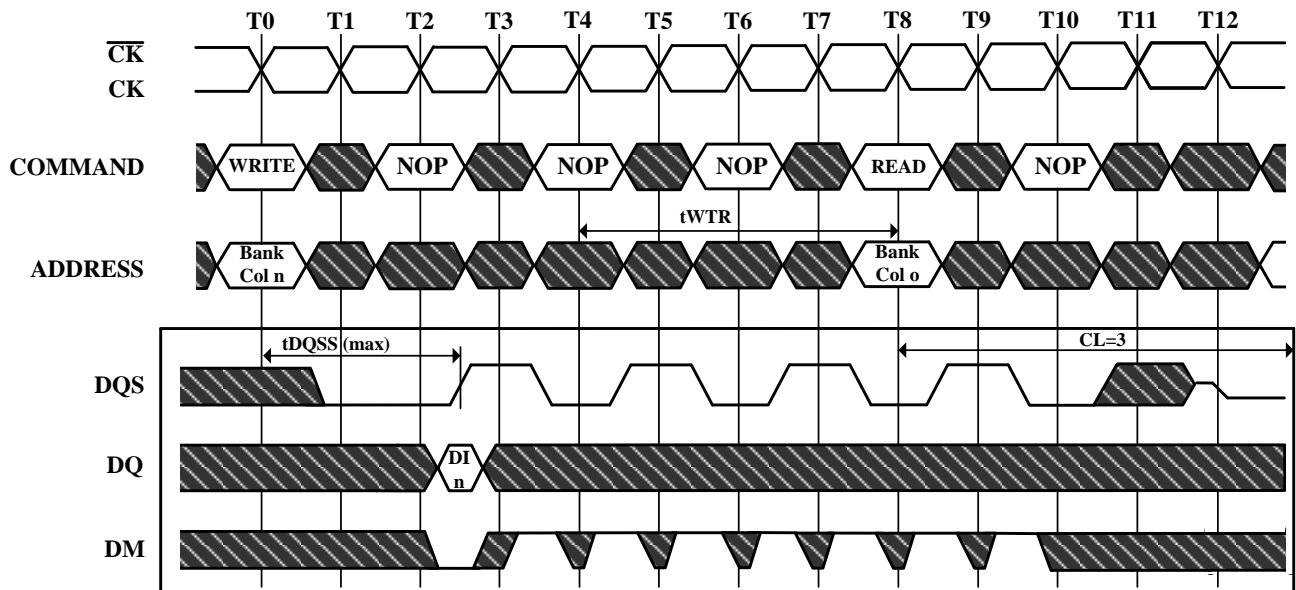 T0 T1 T2 T3 T4 T5 T6 T7 T8 T9 T10 T11 T12
CK
CK
COMMAND WRITE NOP NOP NOP READ NOP
tWTR
ADDRESS Bank Col n Bank Col o
tDQSS (max) CL=3
DQS
DQ DI n
DM